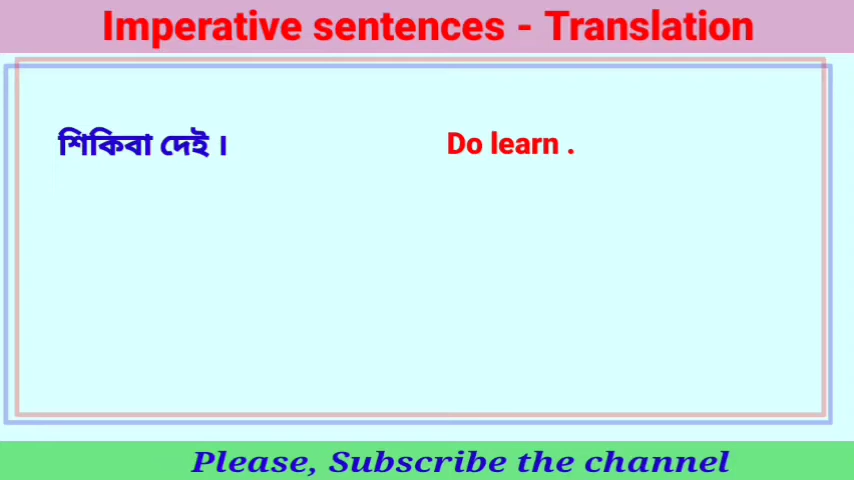 Imperative sentences - Translation
শিকিবা দেই ।
Do learn .
Please, Subscribe the channel